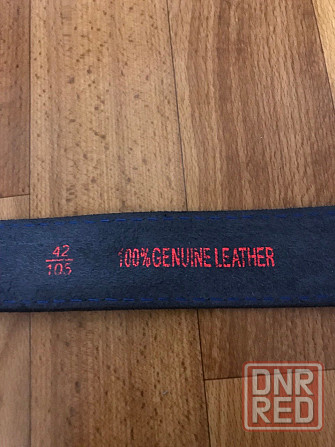 42
105
100% GENUINE LEATHER
DNR
RED